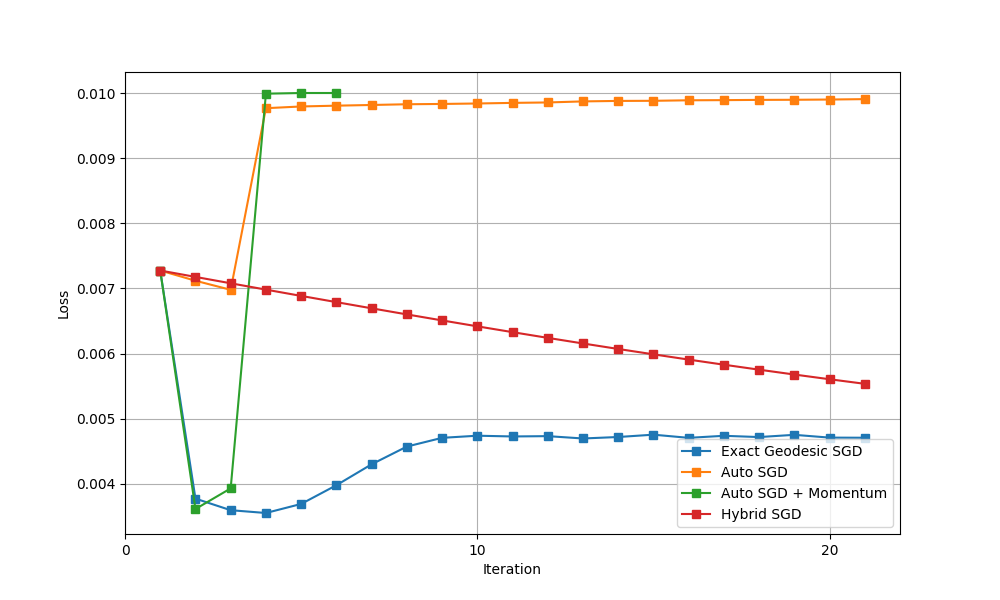 0.010
0.009
0.008
0.007
0.006
0.005
0.004
Loss
0
10
20
Iteration
Exact Geodesic SGD
Auto SGD
Auto SGD + Momentum
Hybrid SGD